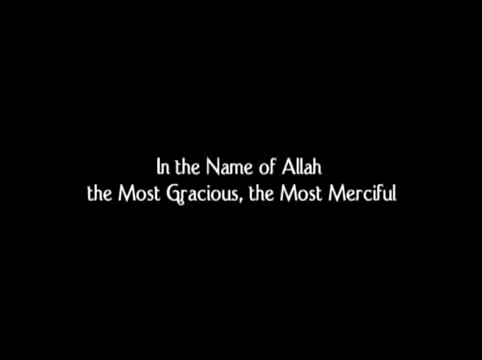 In the Name of Allah
the Most Gracious, the Most Merciful